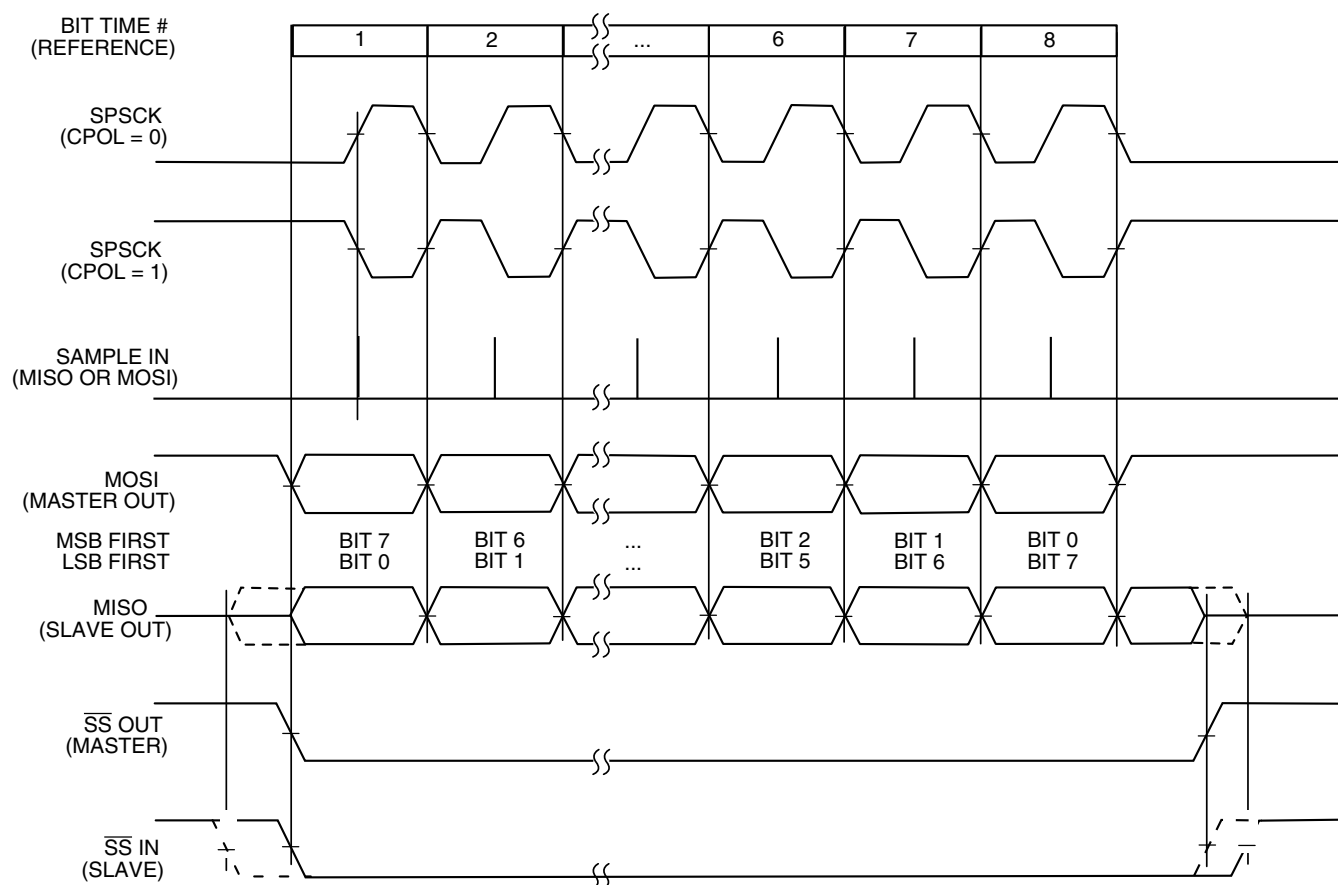 BIT TIME #
(REFERENCE)
1 2 ... 6 7 8
SPSCK
(CPOL = 0)
SPSCK
(CPOL = 1)
SAMPLE IN
(MISO OR MOSI)
MOSI
(MASTER OUT)
MSB FIRST BIT 7 BIT 6 ... BIT 2 BIT 1 BIT 0
LSB FIRST BIT 0 BIT 1 ... BIT 5 BIT 6 BIT 7
MISO
(SLAVE OUT)
SS OUT
(MASTER)
SS IN
(SLAVE)